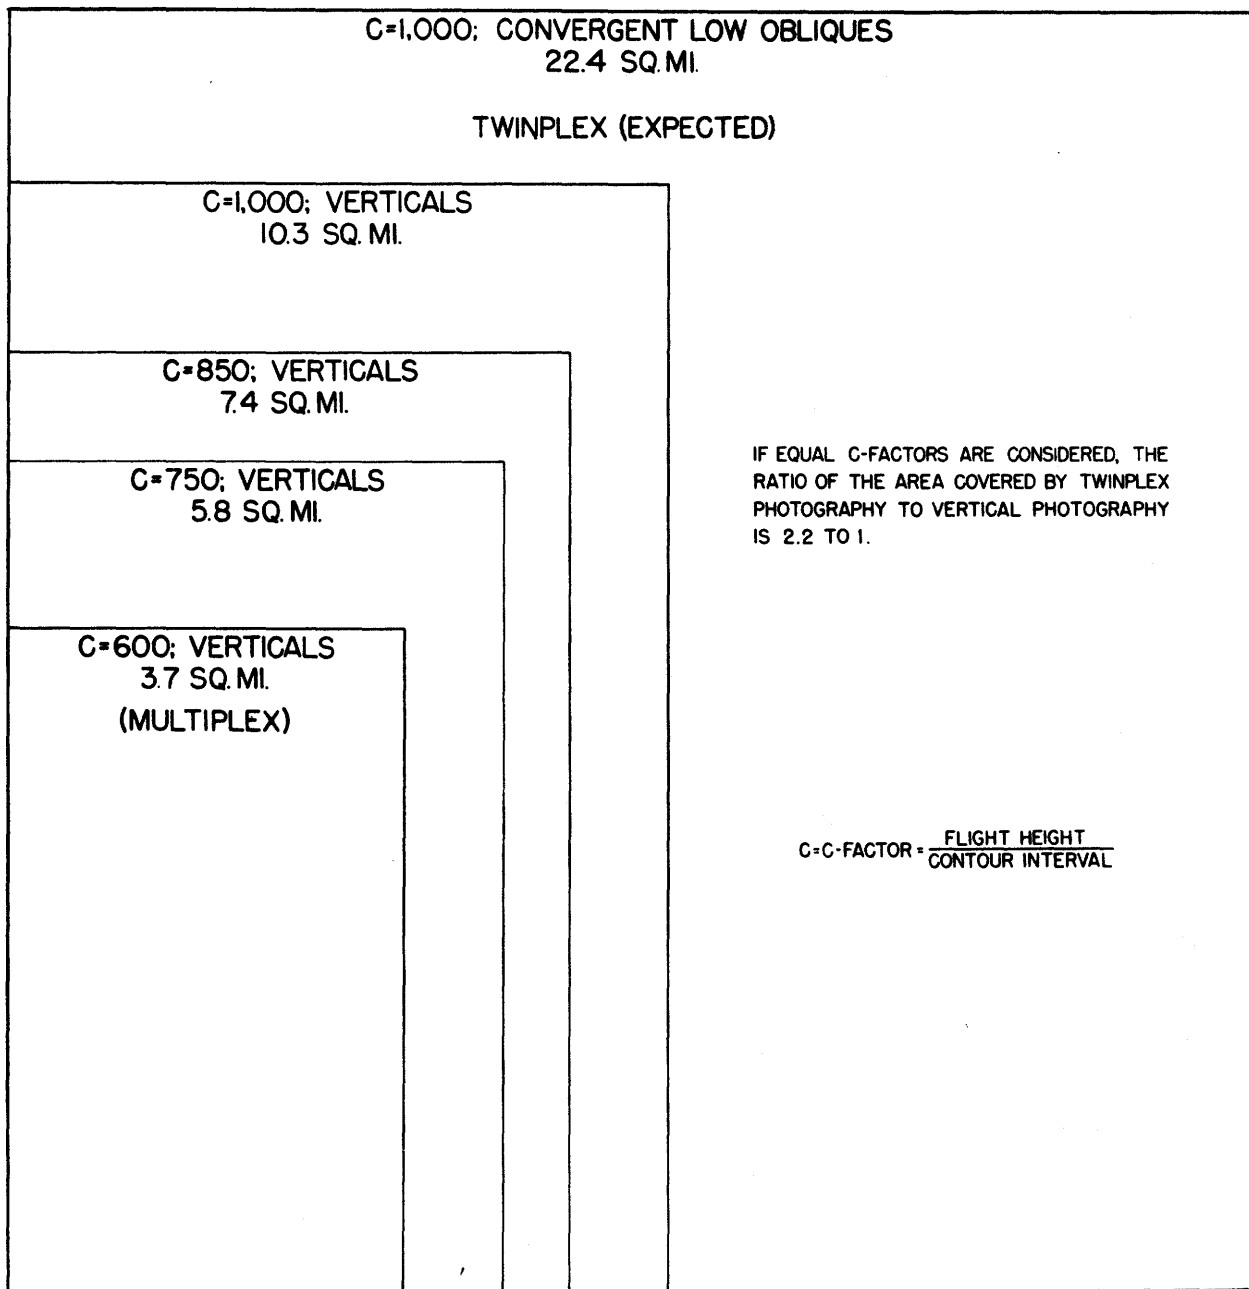 C=1,000; CONVERGENT LOW OBLIQUES
22.4 SQ. MI.
TWINPLEX (EXPECTED)
C=1,000; VERTICALS
10.3 SQ. MI.
C=850; VERTICALS
7.4 SQ. MI.
C=750; VERTICALS
5.8 SQ. MI.
IF EQUAL C-FACTORS ARE CONSIDERED, THE
RATIO OF THE AREA COVERED BY TWINPLEX
PHOTOGRAPHY TO VERTICAL PHOTOGRAPHY
IS 2.2 TO 1.
C=600; VERTICALS
3.7 SQ. MI.
(MULTIPLEX)
C=C-FACTOR = FLIGHT HEIGHT
CONTOUR INTERVAL